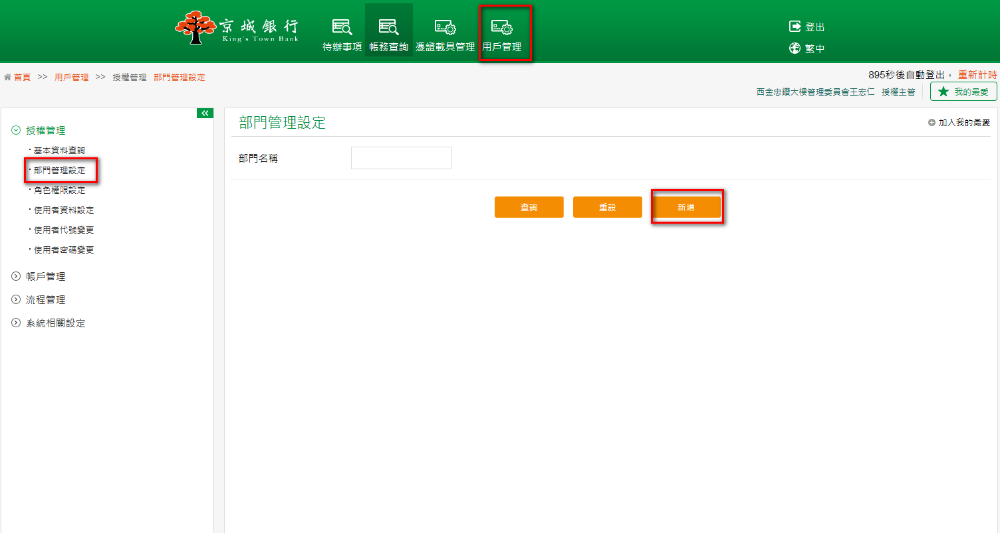 京城銀行
King's Town Bank
待辦事項
帳務查詢
憑證載具管理
用戶管理
登出
繁中
首頁 >> 用戶管理 >> 授權管理 部門管理設定
895秒後自動登出， 重新計時
西金忠鑽大樓管理委員會王宏仁 授權主管
我的最愛
授權管理
基本資料查詢
部門管理設定
角色權限設定
使用者資料設定
使用者代號變更
使用者密碼變更
帳戶管理
流程管理
系統相關設定
部門管理設定
加入我的最愛
部門名稱
查詢
重設
新增